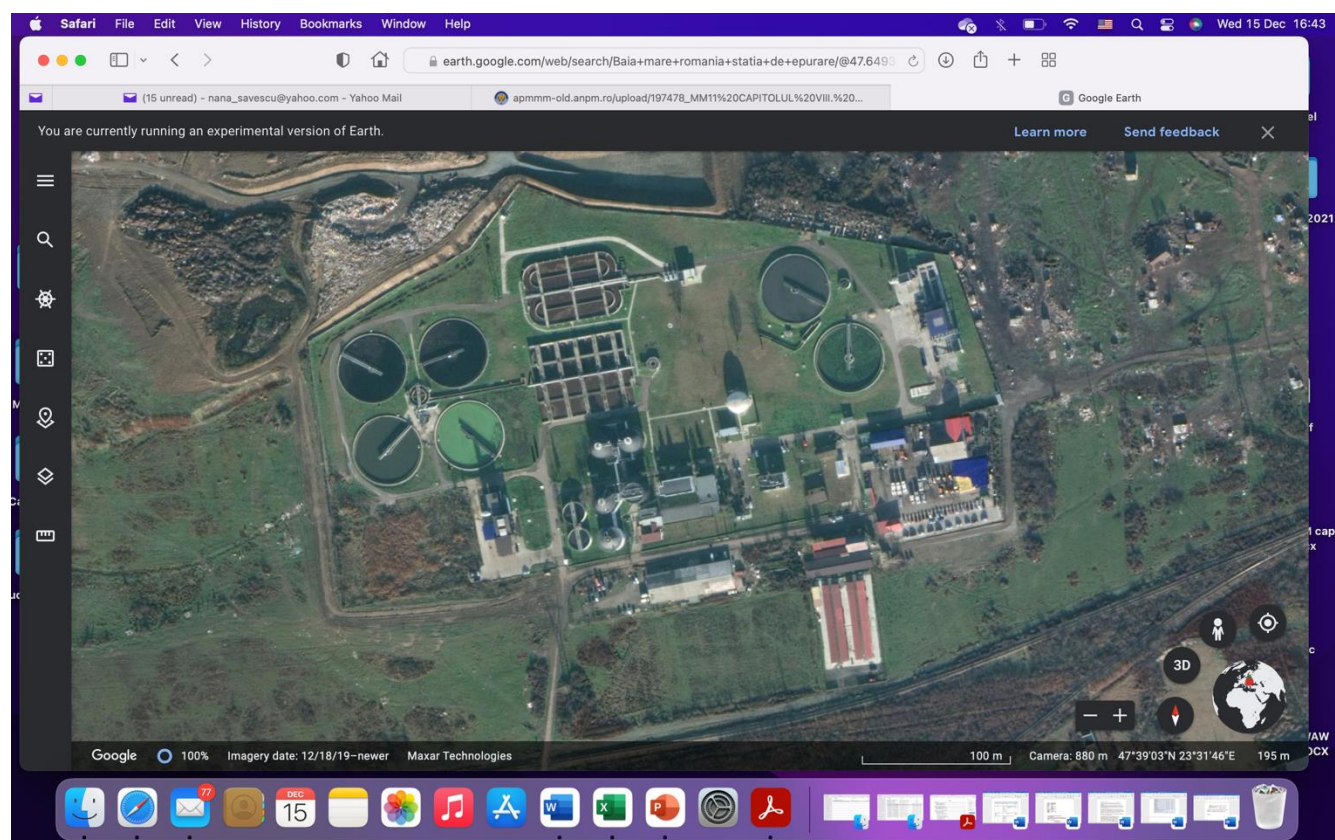 Safari File Edit View History Bookmarks Window Help Wed 15 Dec 16:43
earth.google.com/web/search/Baia+mare+romania+statia+de+epurare/@47.6493
(15 unread) - nana_savescu@yahoo.com - Yahoo Mail apmmm-old.anpm.ro/upload/197478_MM11%20CAPITOLUL%20VIII.%20... G Google Earth
You are currently running an experimental version of Earth. Learn more Send feedback
2021
3D
Google 100% Imagery date: 12/18/19–newer Maxar Technologies 100 m Camera: 880 m 47°39'03"N 23°31'46"E 195 m
77
DEC
15